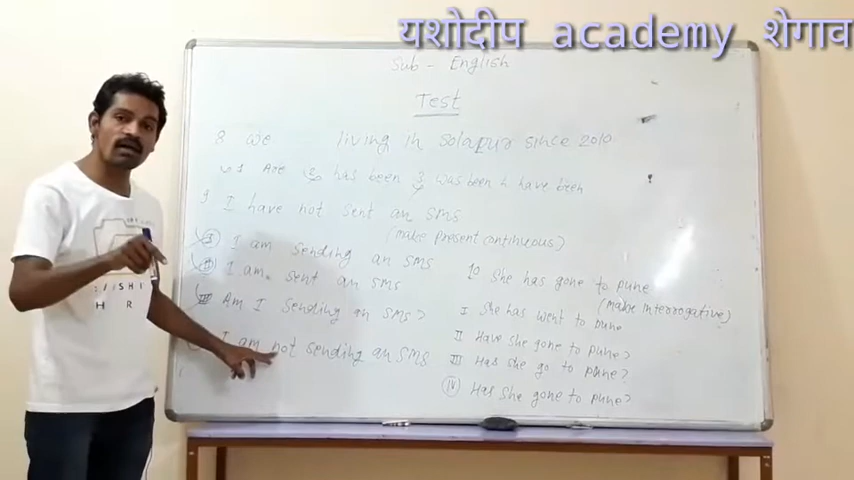 यशोदीप academy शेगाव
Sub - English
Test
8 we living in Solapur since 2010
1 Are 2 has been 3 was been 4 have been
9 I have not sent an SMS
(make present continuous)
I I am sending an SMS
II I am sent an SMS
III Am I sending an SMS?
I am not sending an SMS
10 She has gone to pune
(make interrogative)
I She has went to pune
II Have she gone to pune?
III Has she go to pune?
IV Has she gone to pune?